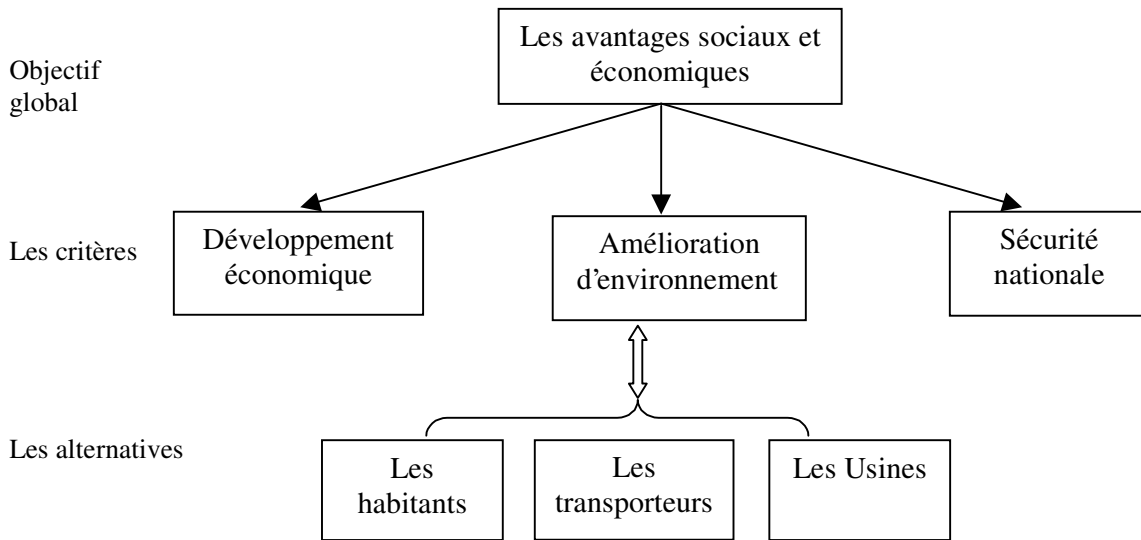 Les avantages sociaux et
économiques
Objectif
global
Les critères
Développement
économique
Amélioration
d'environnement
Sécurité
nationale
Les alternatives
Les
habitants
Les
transporteurs
Les Usines